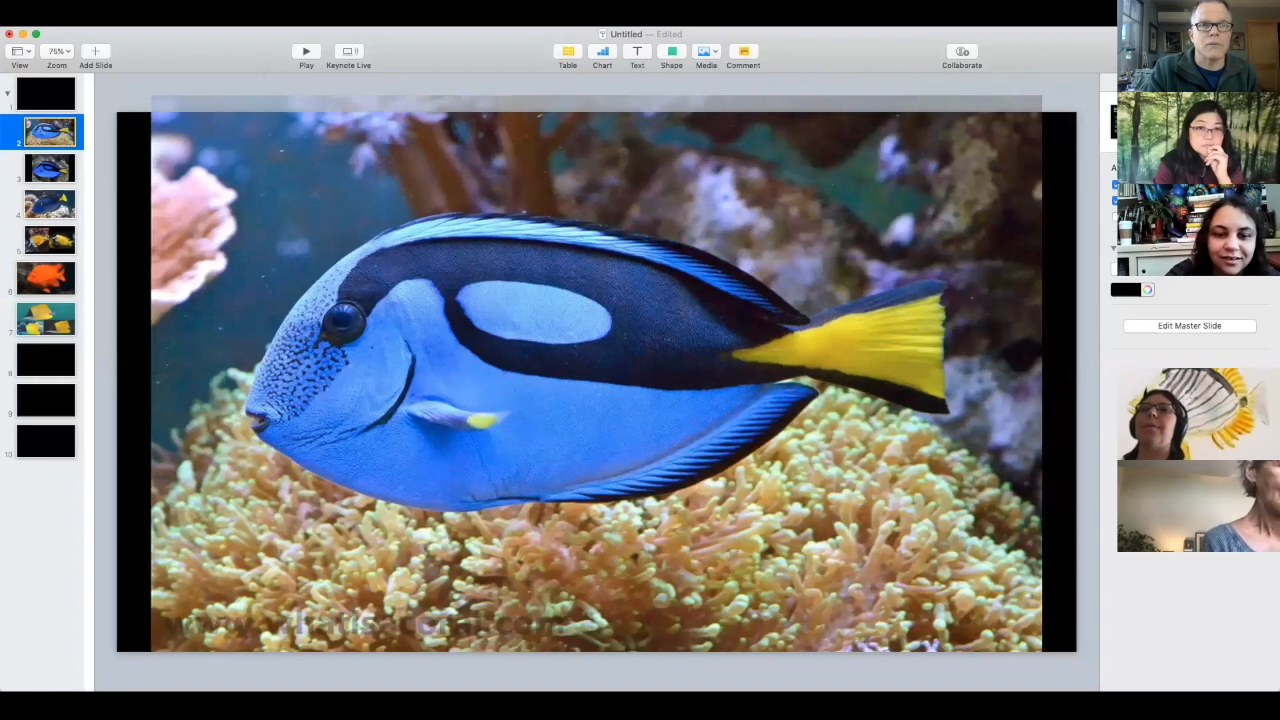 Untitled — Edited
75%
View
Zoom
Add Slide
Play
Keynote Live
Table
Chart
Text
Shape
Media
Comment
Collaborate
1
2
3
4
5
6
7
8
9
10
Edit Master Slide